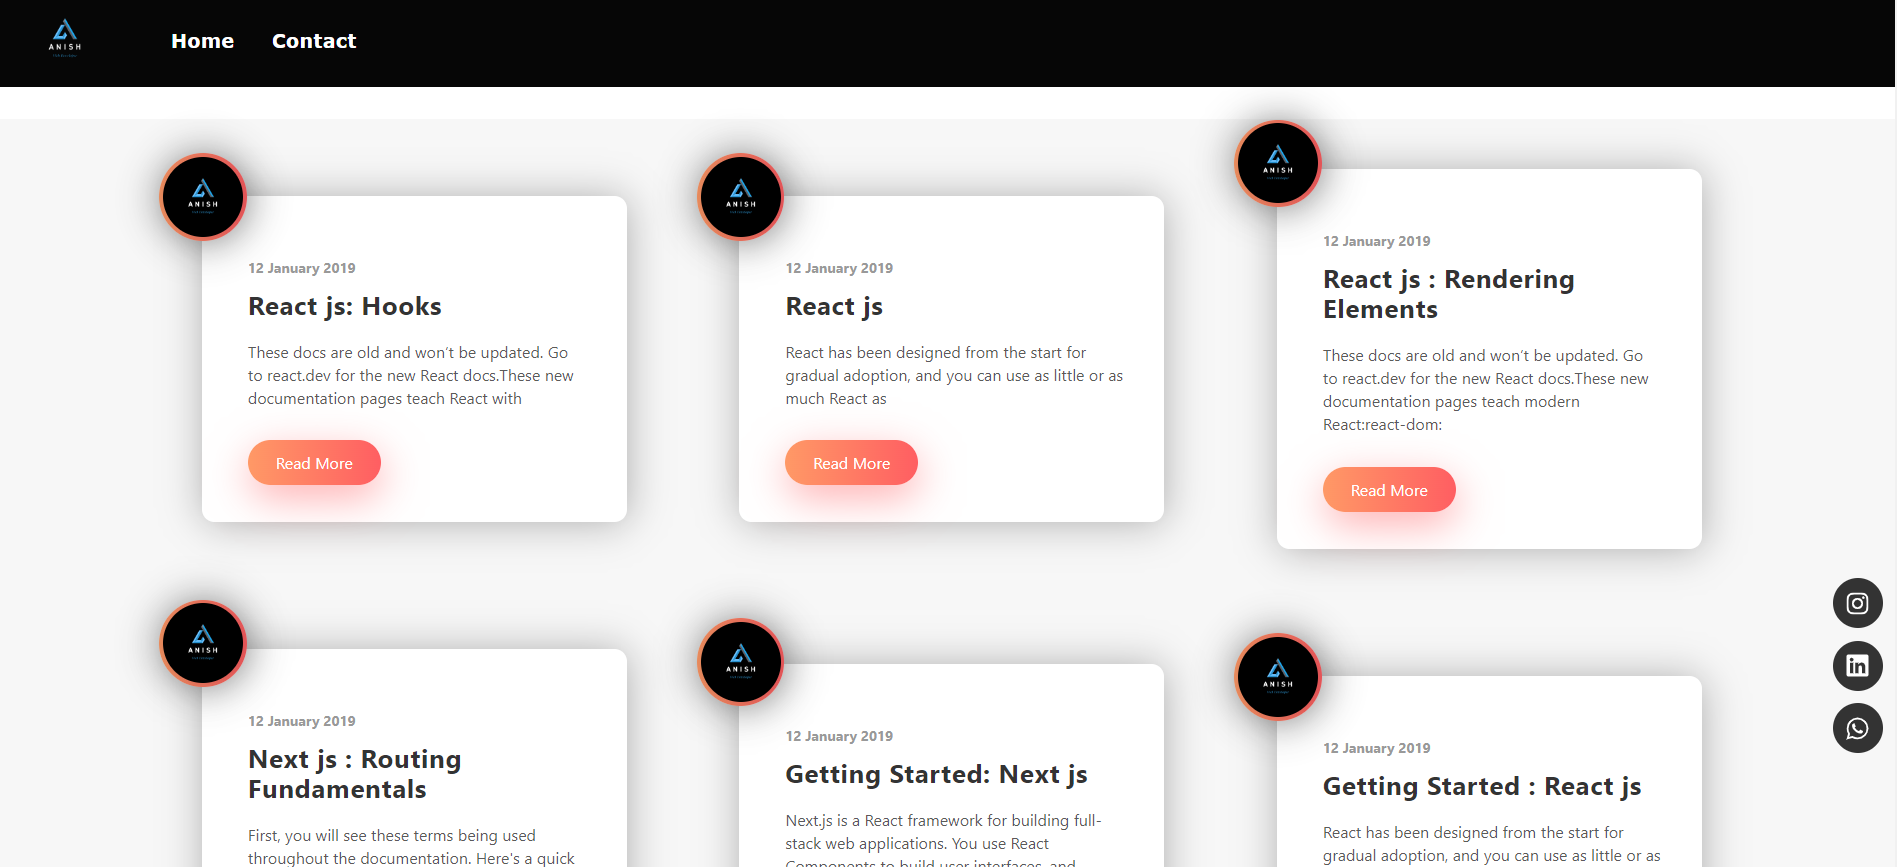 ANISH
Home
Contact
ANISH
12 January 2019
React js: Hooks
These docs are old and won’t be updated. Go
to react.dev for the new React docs.These new
documentation pages teach React with
Read More
ANISH
12 January 2019
React js
React has been designed from the start for
gradual adoption, and you can use as little or as
much React as
Read More
ANISH
12 January 2019
React js : Rendering
Elements
These docs are old and won’t be updated. Go
to react.dev for the new React docs.These new
documentation pages teach modern
React:react-dom:
Read More
ANISH
12 January 2019
Next js : Routing
Fundamentals
First, you will see these terms being used
throughout the documentation. Here's a quick
ANISH
12 January 2019
Getting Started: Next js
Next.js is a React framework for building full-
stack web applications. You use React
Components to build user interfaces, and
ANISH
12 January 2019
Getting Started : React js
React has been designed from the start for
gradual adoption, and you can use as little or as